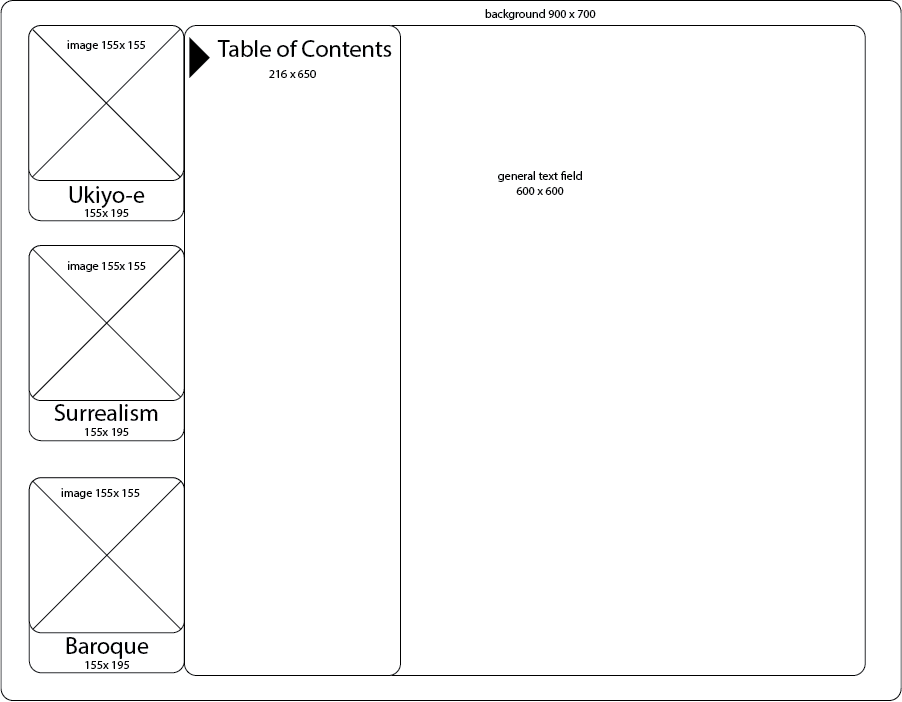 background 900 x 700
image 155x 155
Ukiyo-e
155x 195
image 155x 155
Surrealism
155x 195
image 155x 155
Baroque
155x 195
Table of Contents
216 x 650
general text field
600 x 600